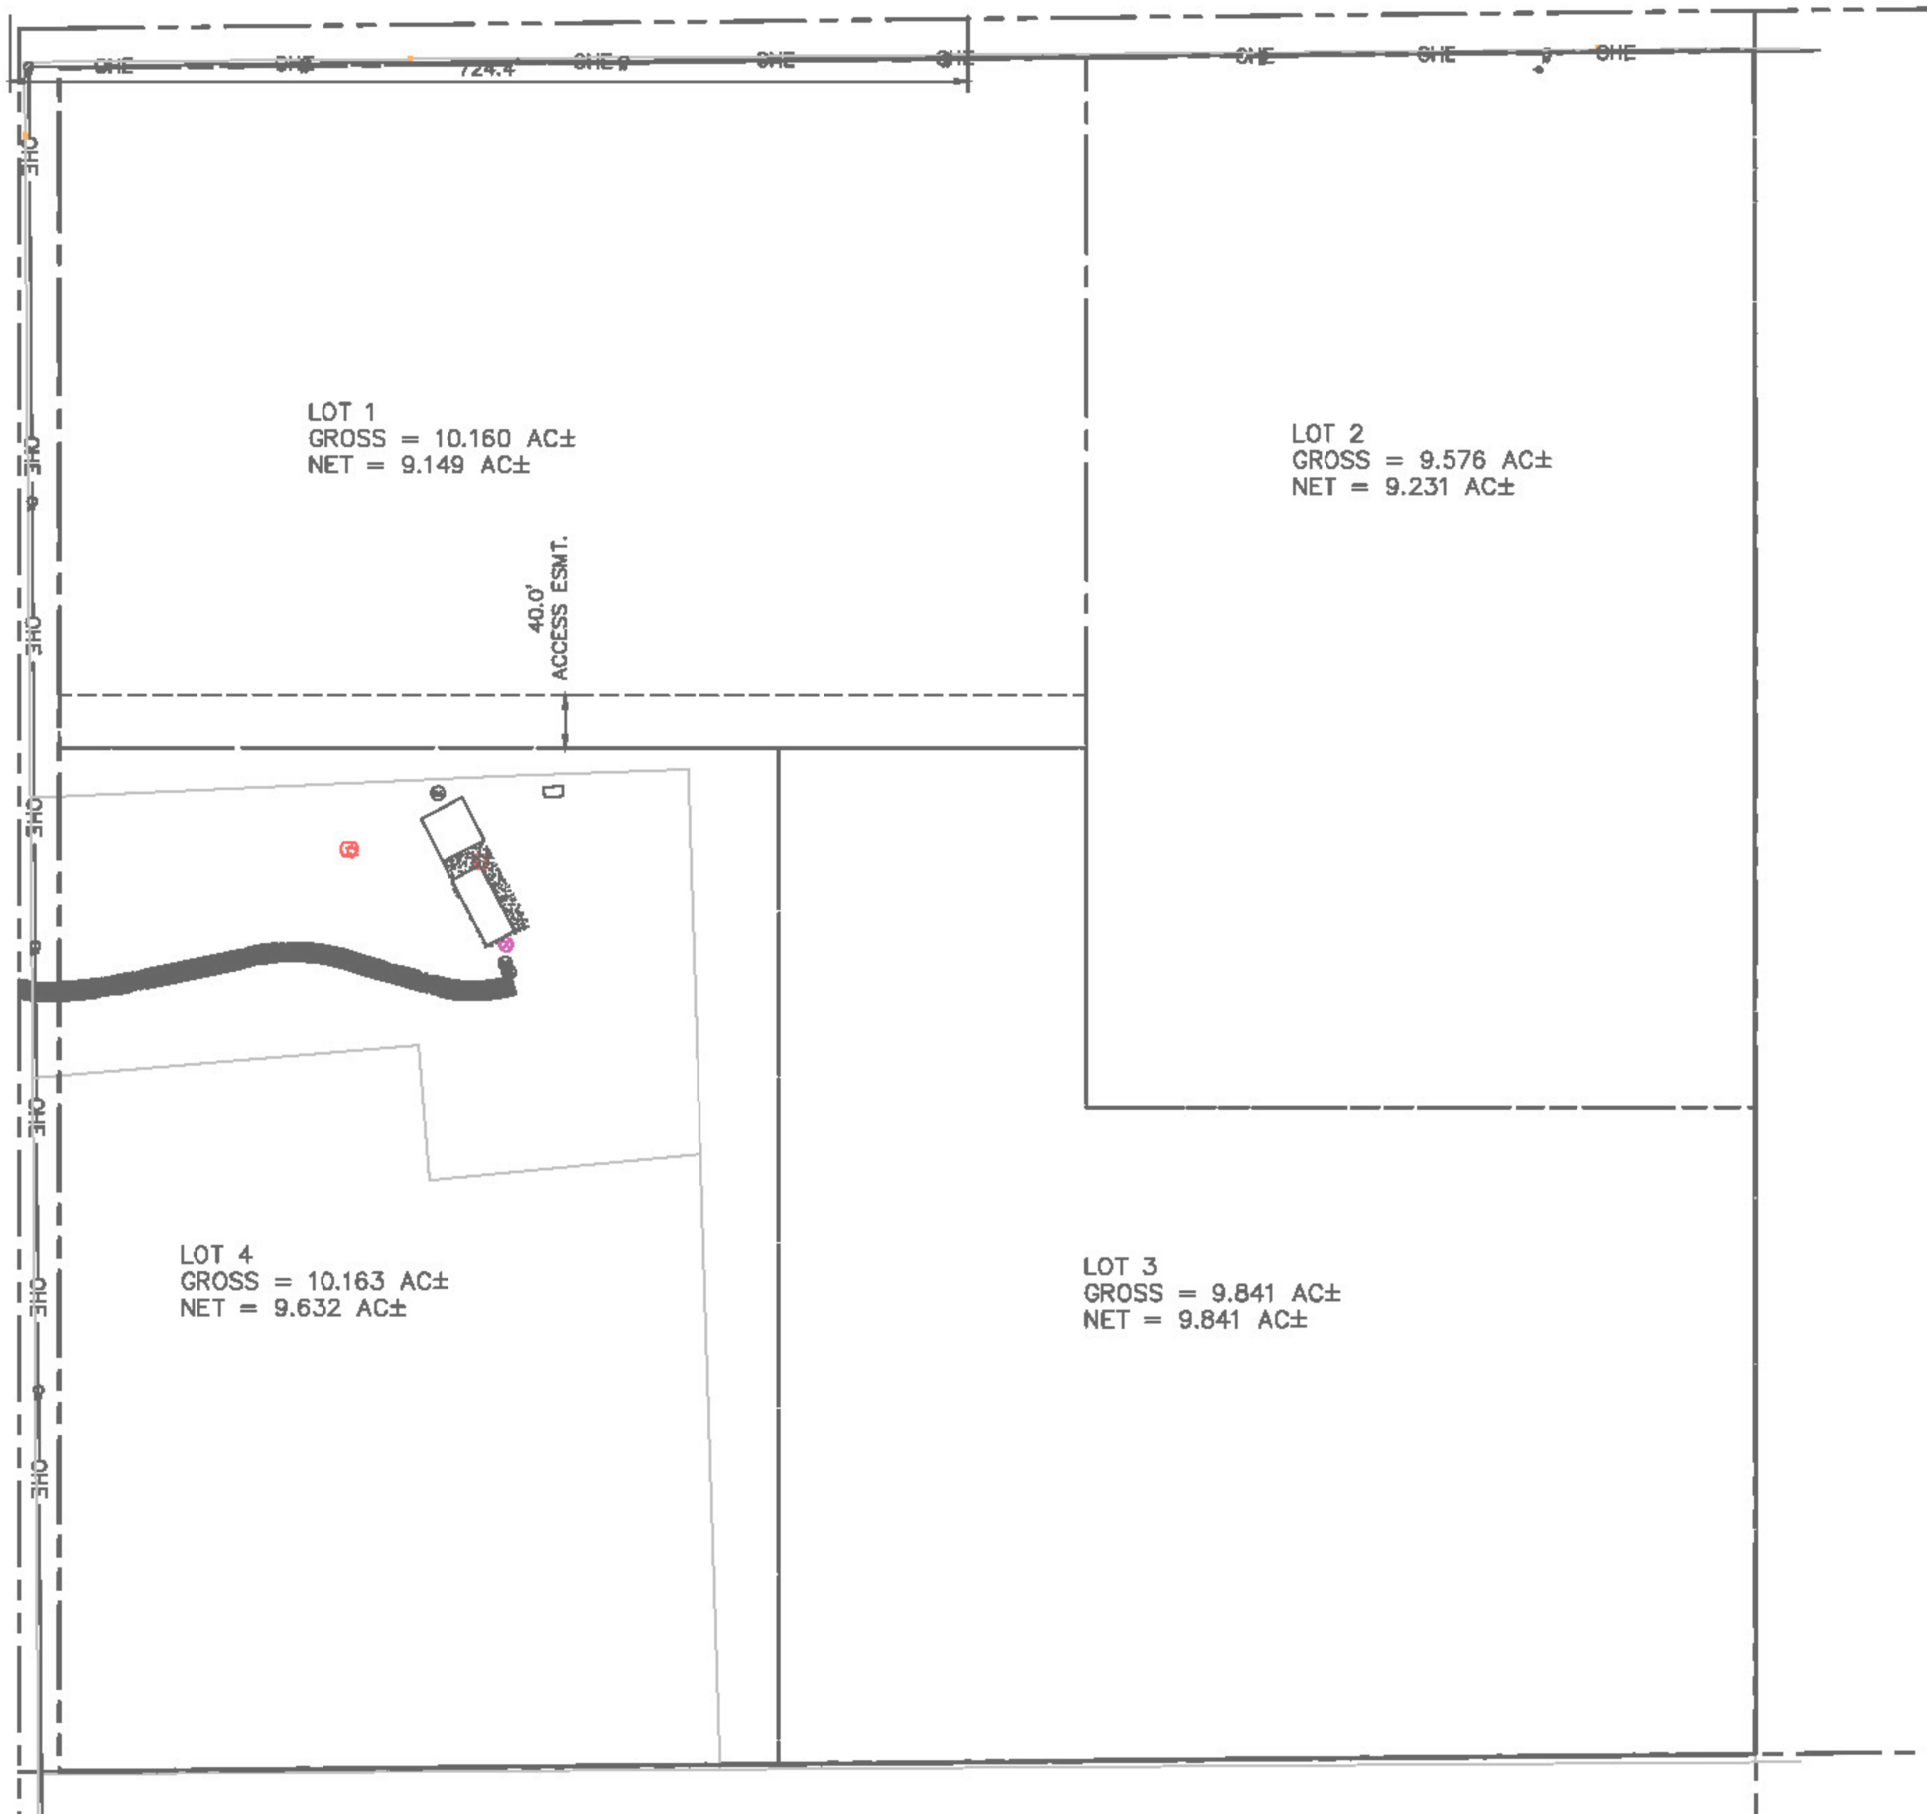 OHE OHE OHE OHE OHE OHE OHE OHE
724.4
OHE
LOT 1
GROSS = 10.160 AC±
NET = 9.149 AC±
LOT 2
GROSS = 9.576 AC±
NET = 9.231 AC±
OHE
40.0'
ACCESS ESMT.
OHE
OHE
OHE
LOT 4
GROSS = 10.163 AC±
NET = 9.632 AC±
LOT 3
GROSS = 9.841 AC±
NET = 9.841 AC±
OHE
OHE